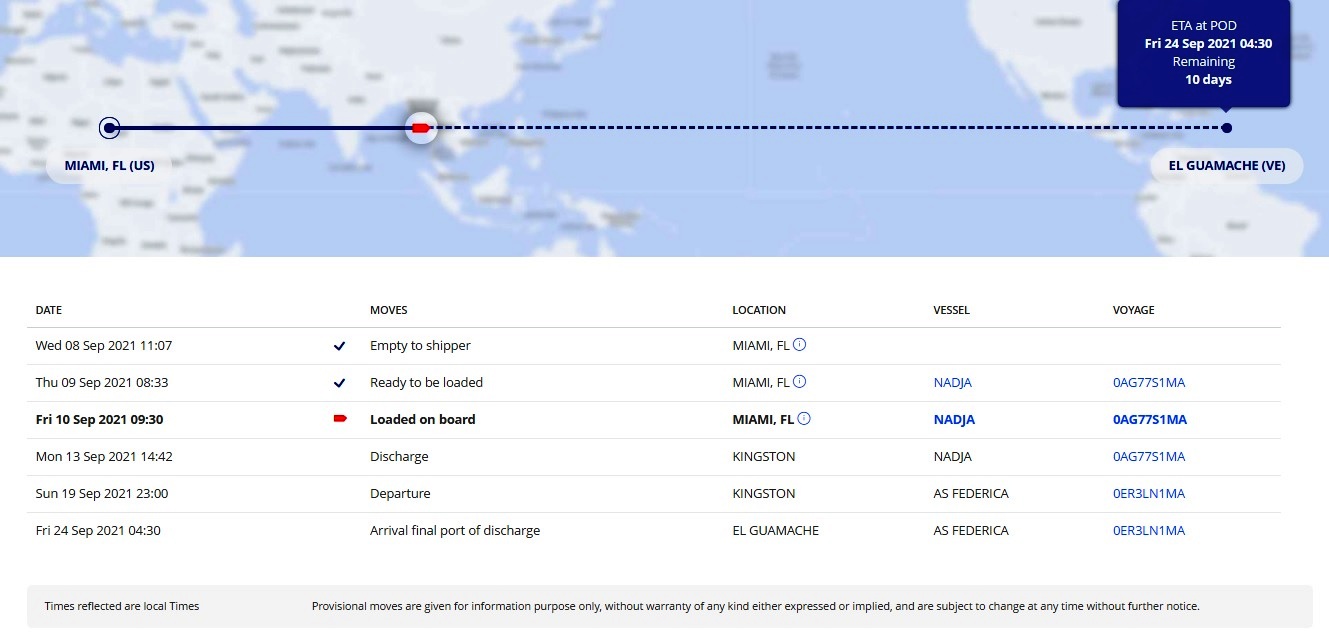 ETA at POD
Fri 24 Sep 2021 04:30
Remaining
10 days
MIAMI, FL (US)
EL GUAMACHE (VE)
DATE MOVES LOCATION VESSEL VOYAGE
Wed 08 Sep 2021 11:07 Empty to shipper MIAMI, FL
Thu 09 Sep 2021 08:33 Ready to be loaded MIAMI, FL NADJA 0AG77S1MA
Fri 10 Sep 2021 09:30 Loaded on board MIAMI, FL NADJA 0AG77S1MA
Mon 13 Sep 2021 14:42 Discharge KINGSTON NADJA 0AG77S1MA
Sun 19 Sep 2021 23:00 Departure KINGSTON AS FEDERICA 0ER3LN1MA
Fri 24 Sep 2021 04:30 Arrival final port of discharge EL GUAMACHE AS FEDERICA 0ER3LN1MA
Times reflected are local Times Provisional moves are given for information purpose only, without warranty of any kind either expressed or implied, and are subject to change at any time without further notice.